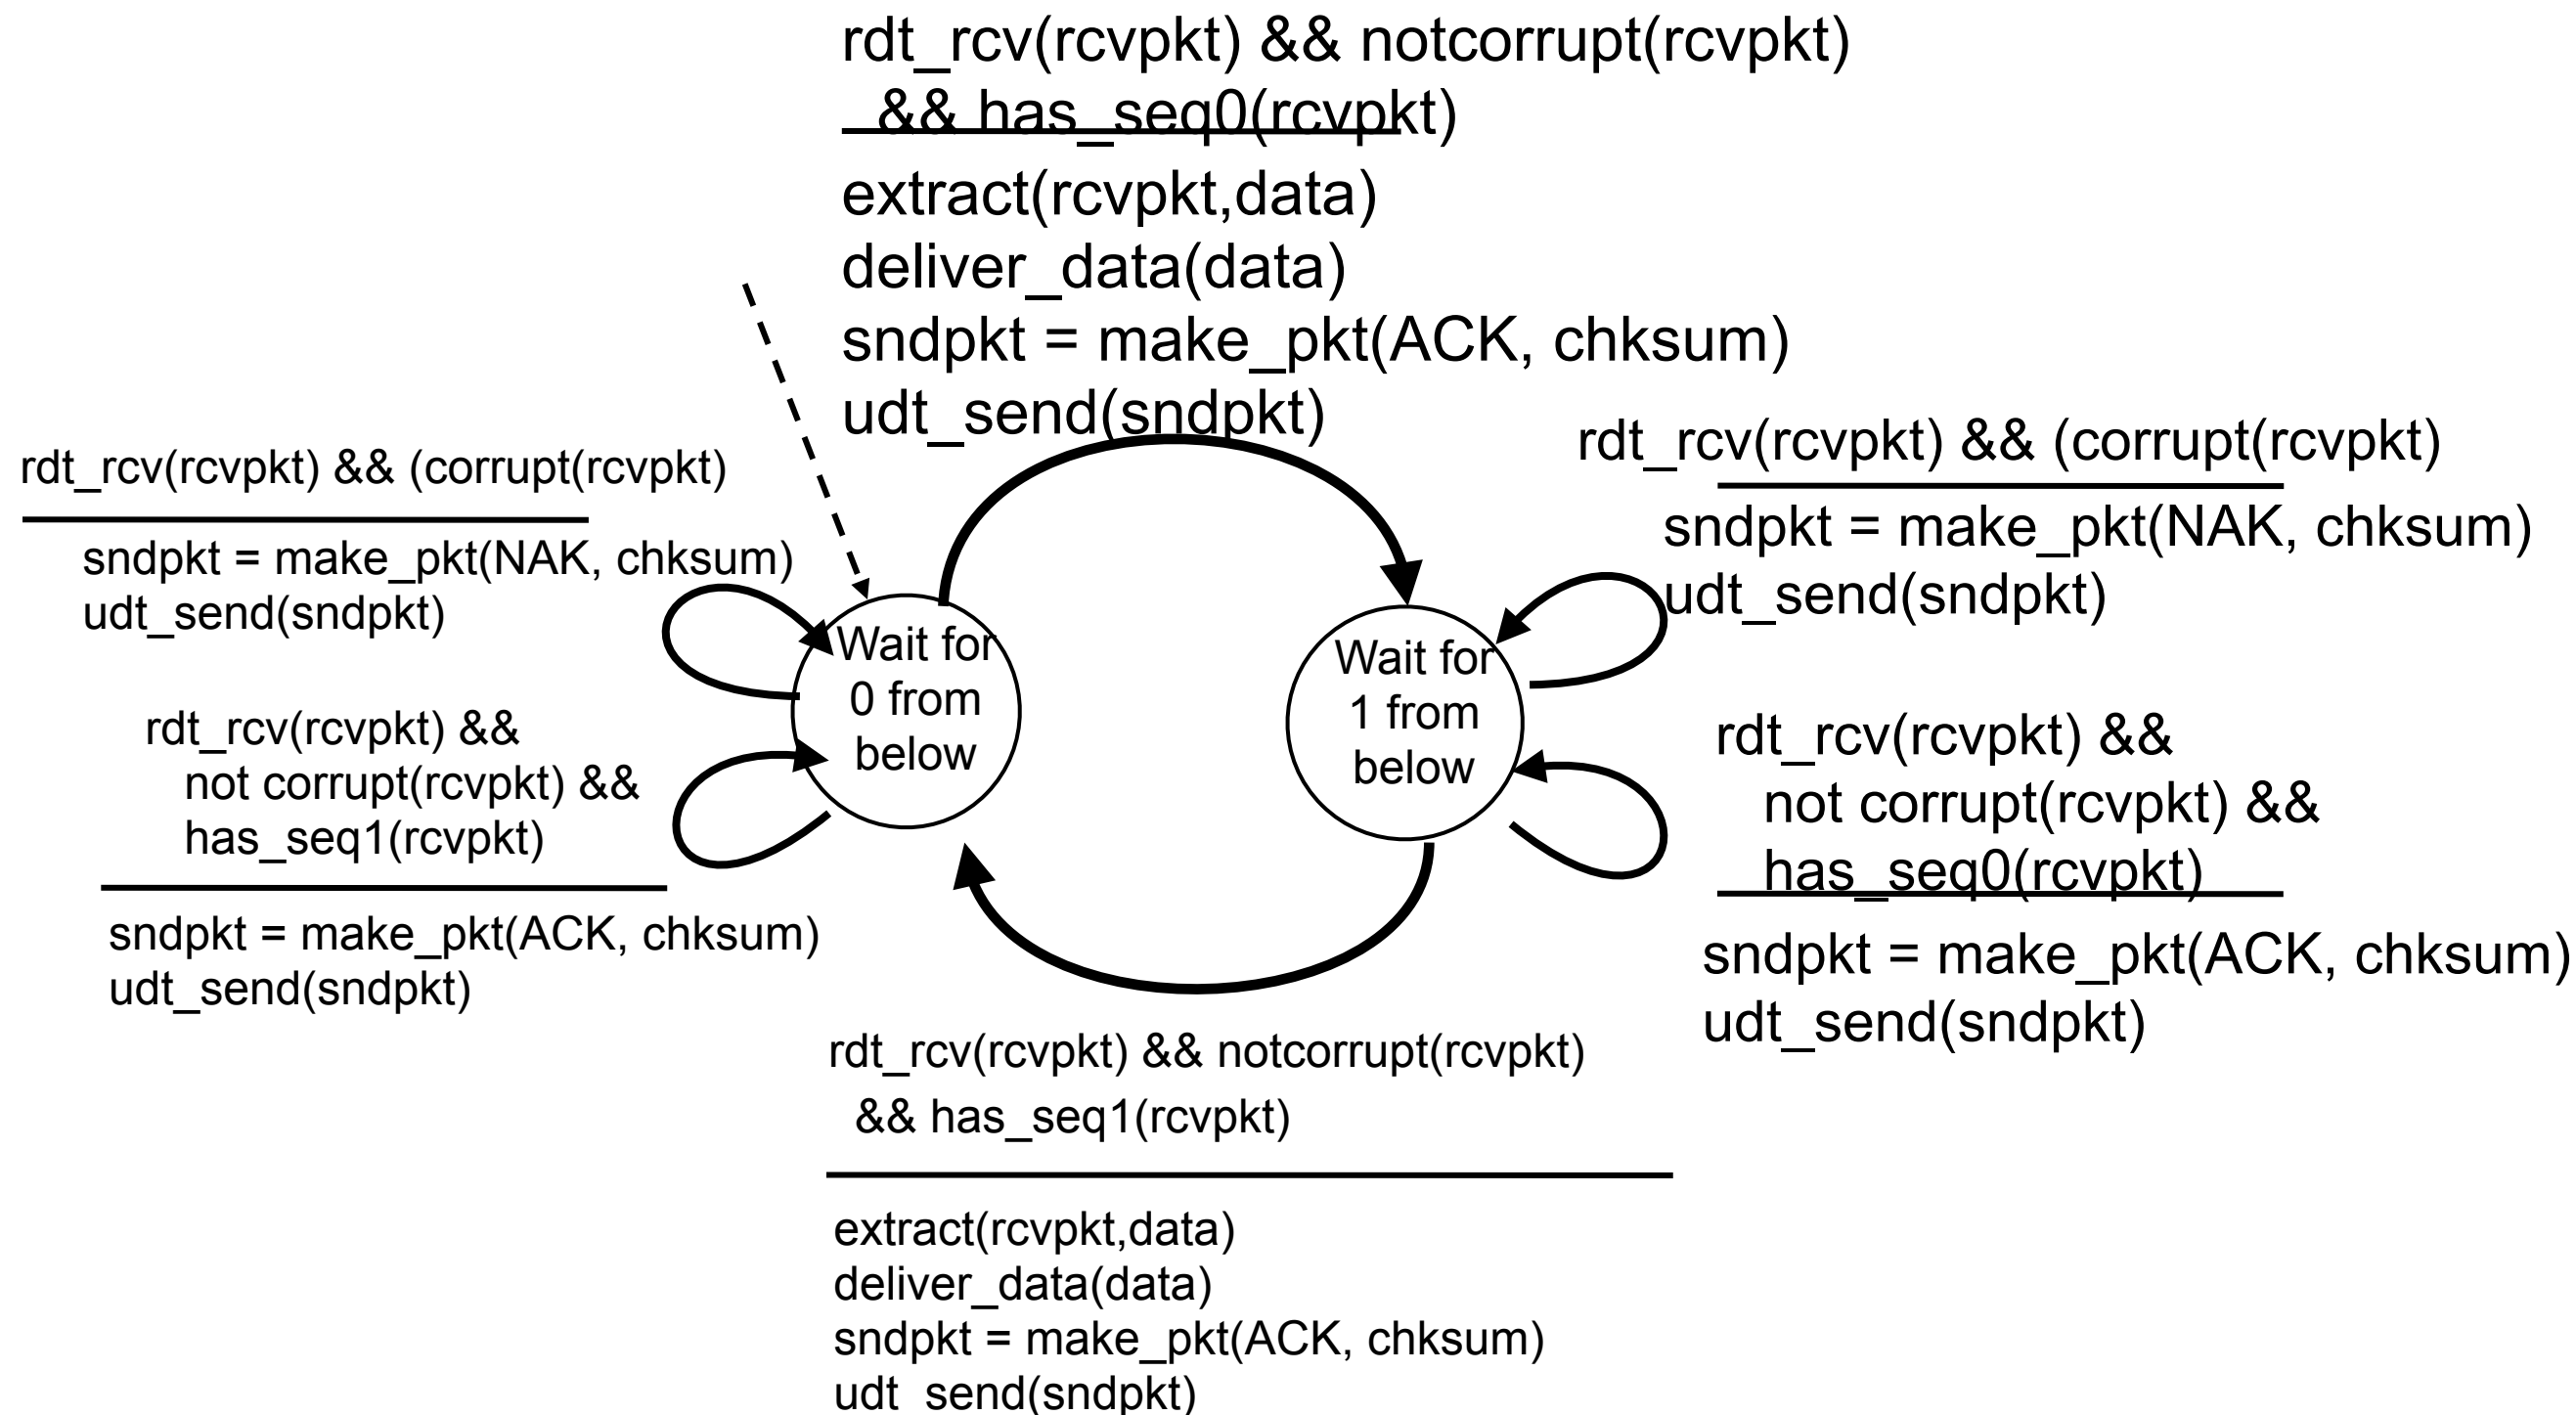 rdt_rcv(rcvpkt) && notcorrupt(rcvpkt)
&& has_seq0(rcvpkt)
extract(rcvpkt,data)
deliver_data(data)
sndpkt = make_pkt(ACK, chksum)
udt_send(sndpkt)
rdt_rcv(rcvpkt) && (corrupt(rcvpkt)
sndpkt = make_pkt(NAK, chksum)
udt_send(sndpkt)
rdt_rcv(rcvpkt) &&
not corrupt(rcvpkt) &&
has_seq1(rcvpkt)
sndpkt = make_pkt(ACK, chksum)
udt_send(sndpkt)
Wait for
0 from
below
Wait for
1 from
below
rdt_rcv(rcvpkt) && (corrupt(rcvpkt)
sndpkt = make_pkt(NAK, chksum)
udt_send(sndpkt)
rdt_rcv(rcvpkt) &&
not corrupt(rcvpkt) &&
has_seq0(rcvpkt)
sndpkt = make_pkt(ACK, chksum)
udt_send(sndpkt)
rdt_rcv(rcvpkt) && notcorrupt(rcvpkt)
&& has_seq1(rcvpkt)
extract(rcvpkt,data)
deliver_data(data)
sndpkt = make_pkt(ACK, chksum)
udt_send(sndpkt)